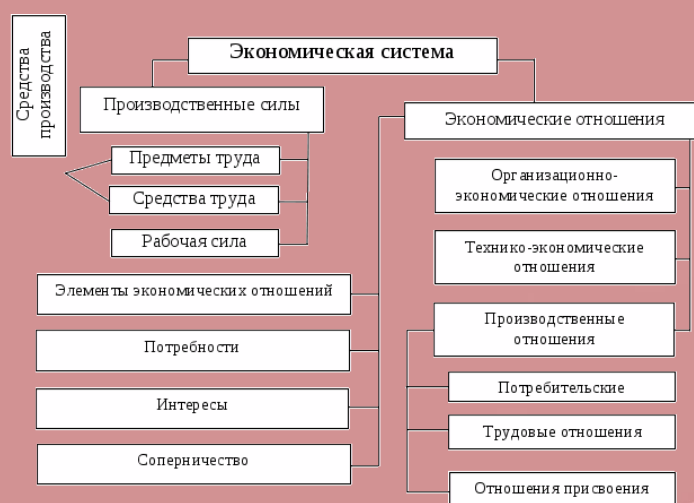 Экономическая система
Средства
производства
Производственные силы
Предметы труда
Средства труда
Рабочая сила
Экономические отношения
Организационно-
экономические отношения
Технико-экономические
отношения
Производственные
отношения
Потребительские
Трудовые отношения
Отношения присвоения
Элементы экономических отношений
Потребности
Интересы
Соперничество